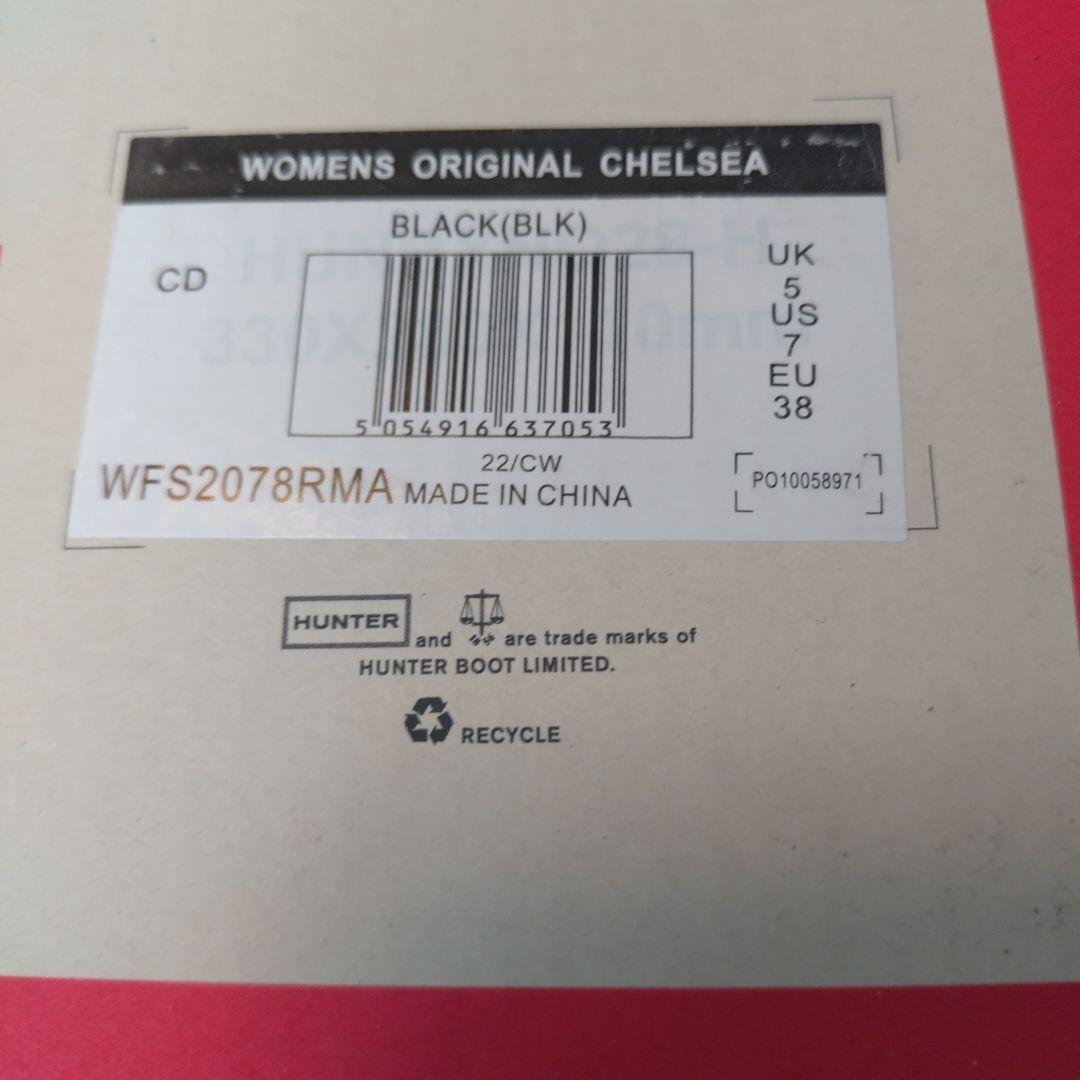 WOMENS ORIGINAL CHELSEA
BLACK(BLK)
CD
UK
5
US
7
EU
38
5 054916 637053
22/CW
WFS2078RMA MADE IN CHINA
PO10058971
HUNTER and are trade marks of
HUNTER BOOT LIMITED.
RECYCLE